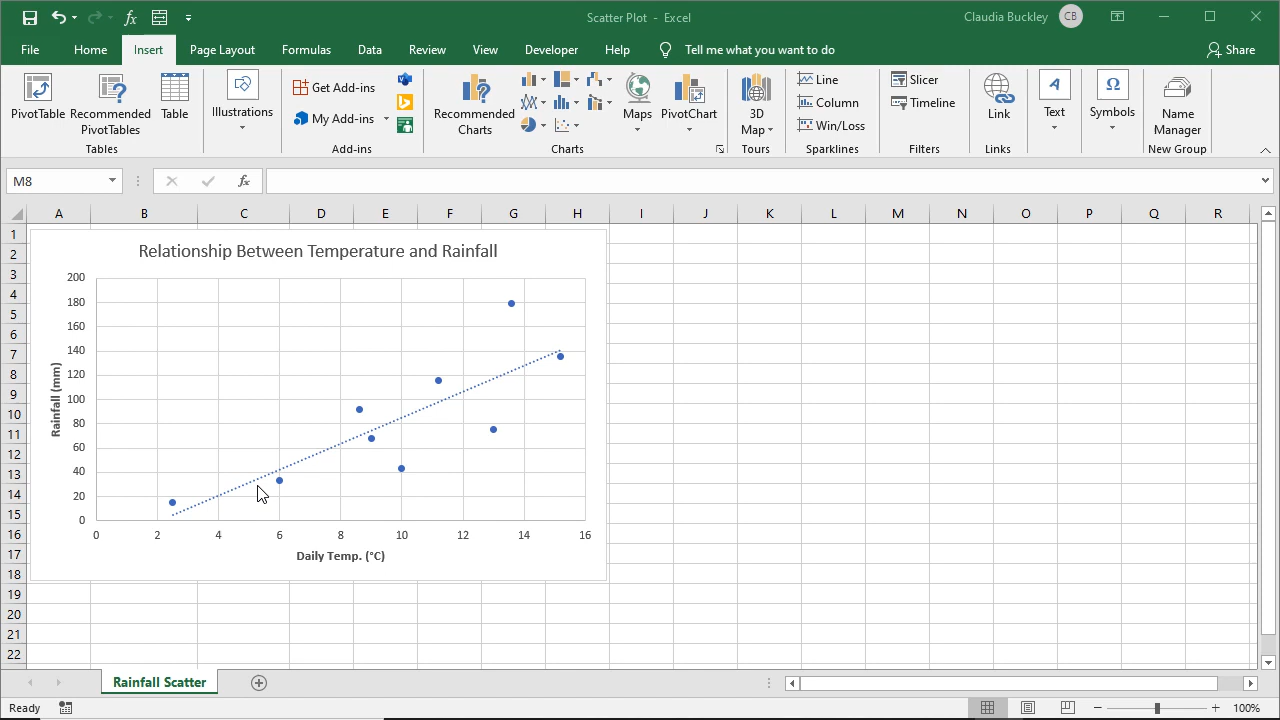 Scatter Plot - Excel
Claudia Buckley CB
File Home Insert Page Layout Formulas Data Review View Developer Help Tell me what you want to do Share
PivotTable
Recommended
PivotTables
Table
Tables
Illustrations
Get Add-ins
My Add-ins
Add-ins
Recommended
Charts
Maps
PivotChart
Charts
3D
Map
Tours
Line
Column
Win/Loss
Sparklines
Slicer
Timeline
Filters
Link
Links
A
Text
Ω
Symbols
Name
Manager
New Group
M8
fx
A B C D E F G H I J K L M N O P Q R
1
2
3
4
5
6
7
8
9
10
11
12
13
14
15
16
17
18
19
20
21
22
Relationship Between Temperature and Rainfall
200
180
160
140
120
100
80
60
40
20
0
Rainfall (mm)
0 2 4 6 8 10 12 14 16
Daily Temp. (°C)
Rainfall Scatter
Ready
100%